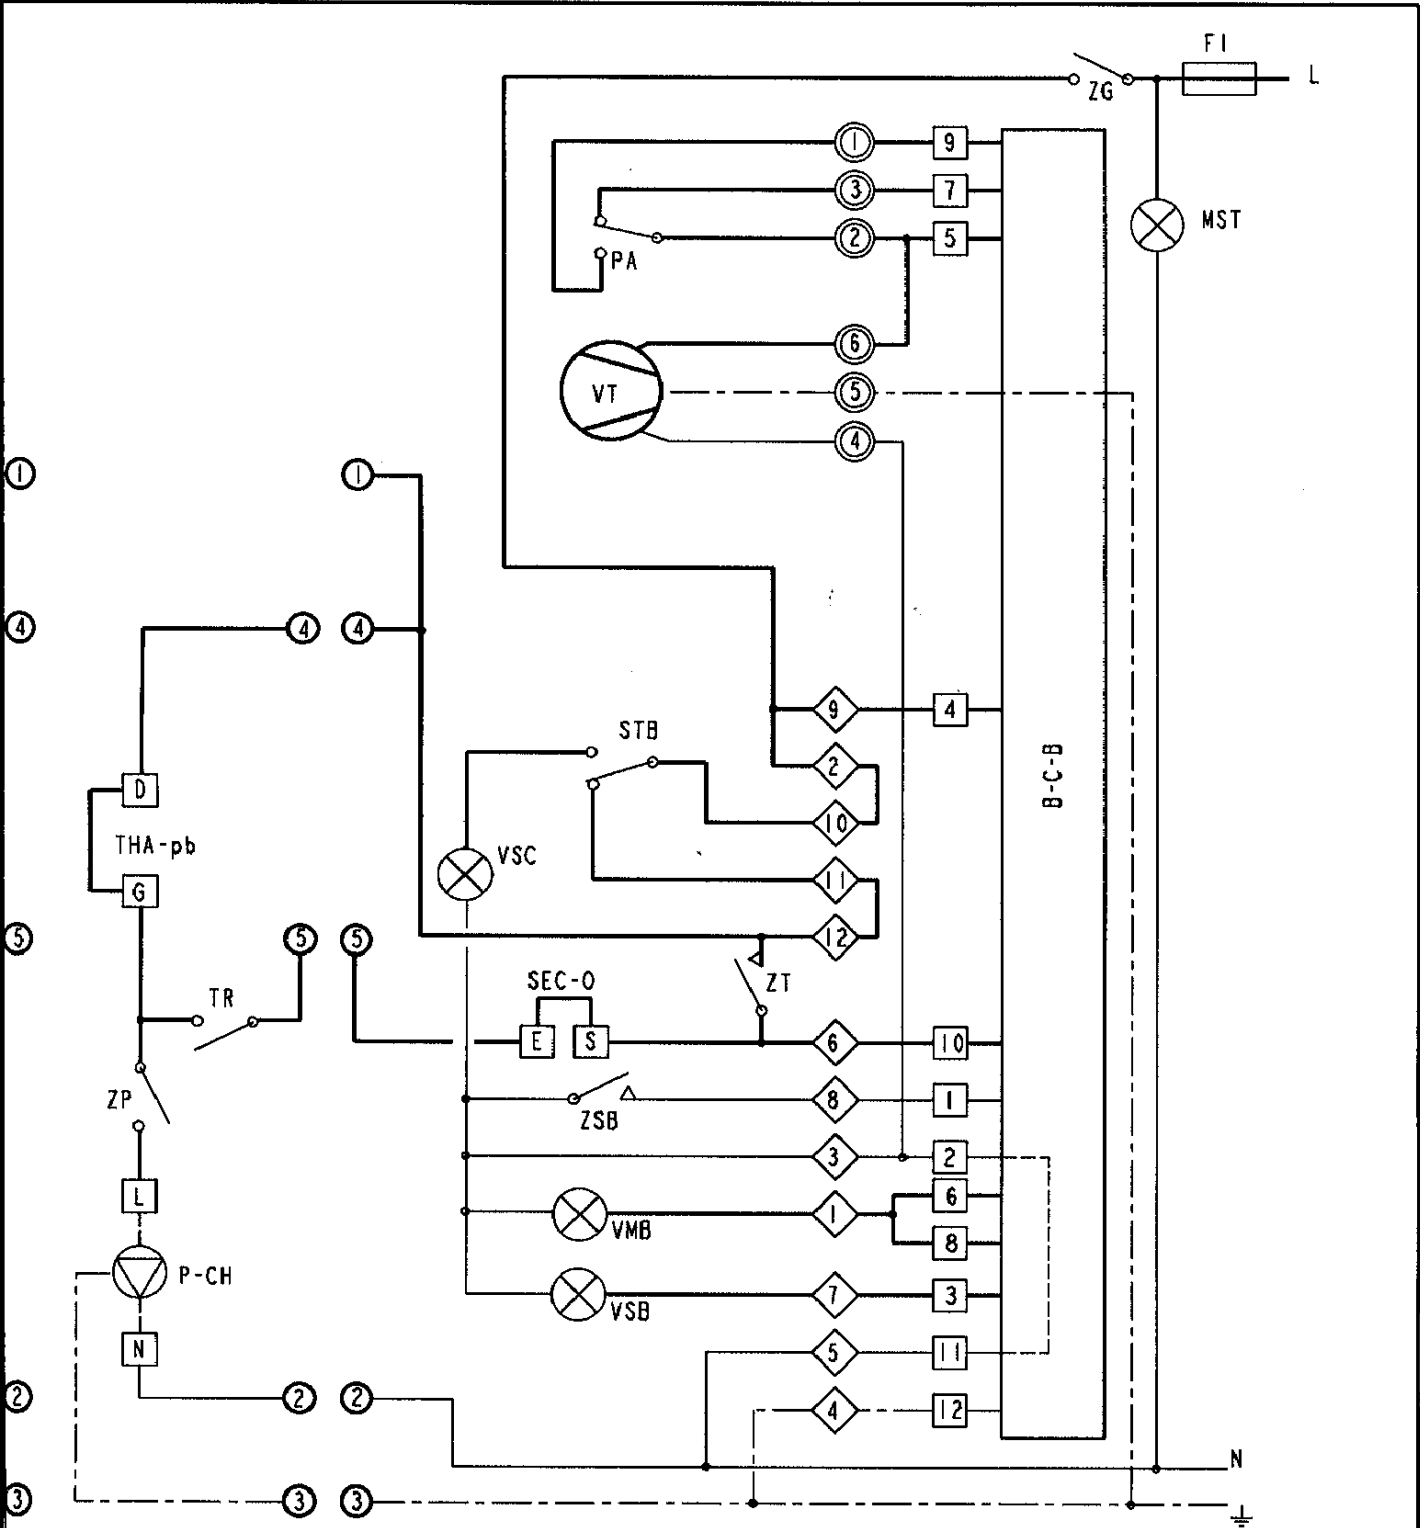 F1
L
ZG
1 9
3 7
MST
2 5
PA
6
VT
5
4
1 1
4 4 4
9 4
STB
2
B-C-B
D
10
THA-pb
VSC
11
G
5 5 5
12
SEC-O
ZT
TR
E S 6 10
ZP
8 1
ZSB
3 2
L
6
1
VMB
8
P-CH
7 3
VSB
N
5 11
2 2 2
4 12
N
3 3 3